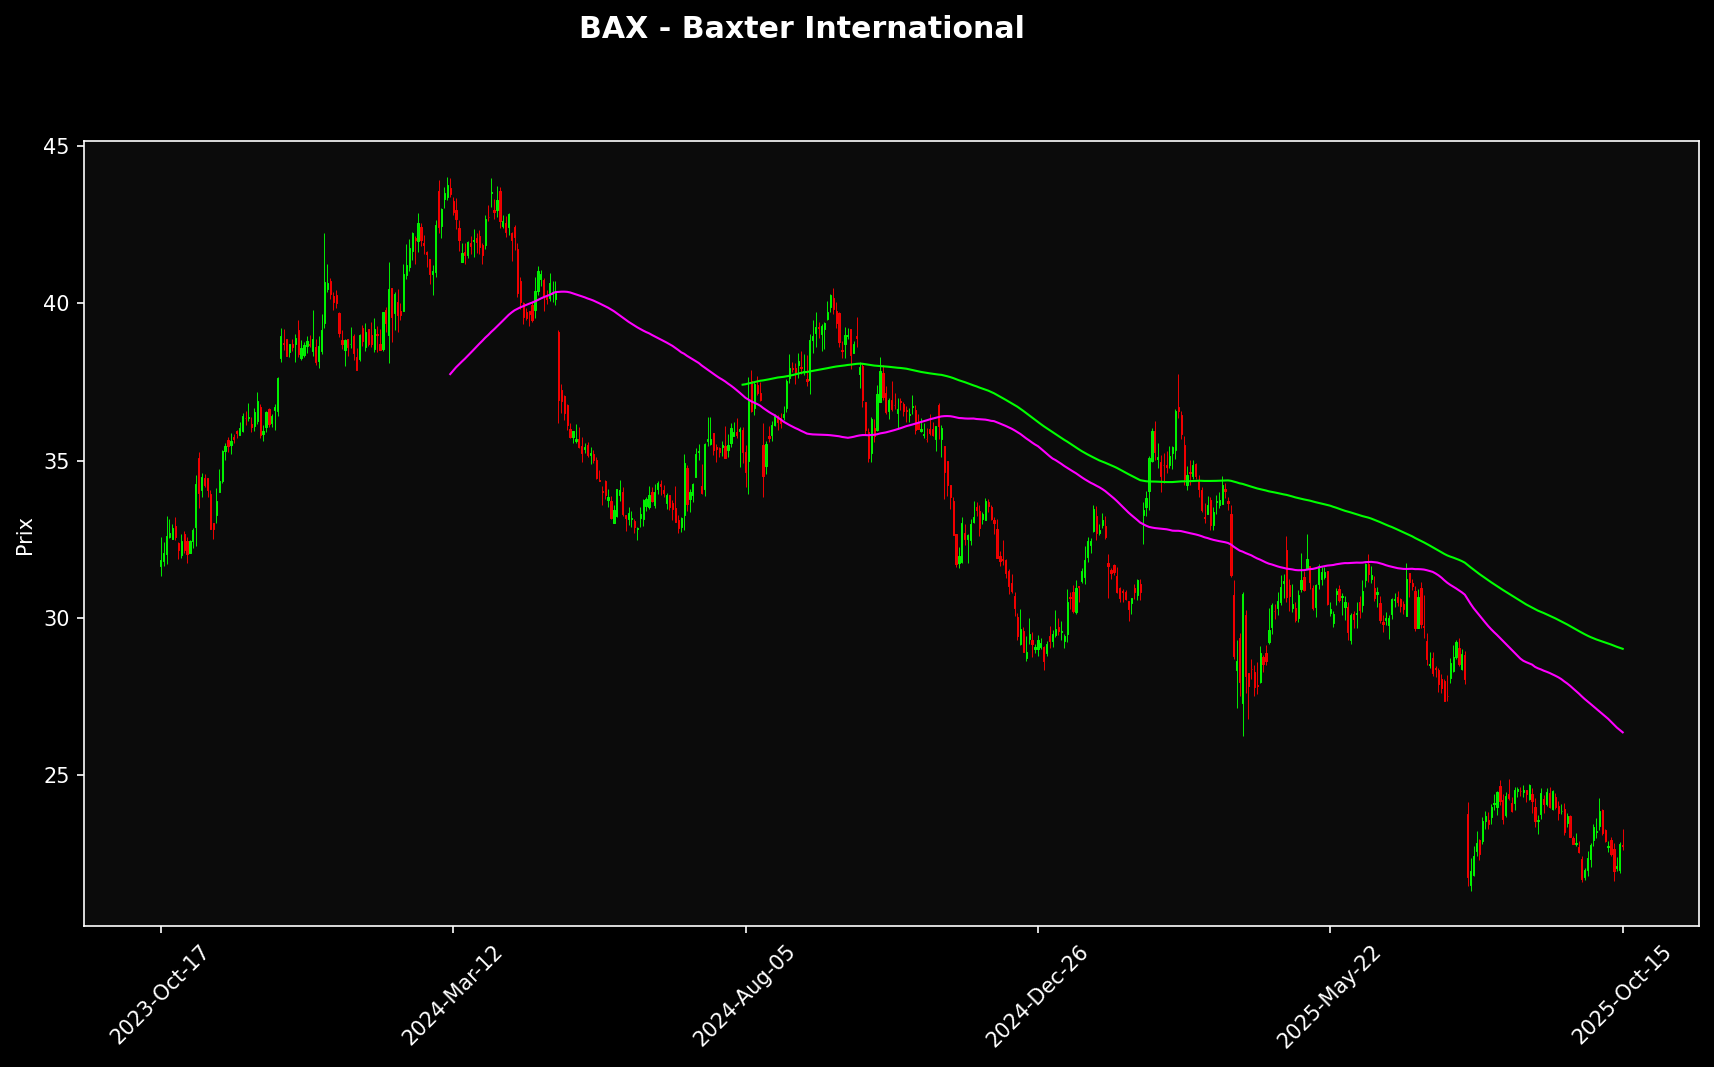 BAX - Baxter International
Prix
45
40
35
30
25
2023-Oct-17
2024-Mar-12
2024-Aug-05
2024-Dec-26
2025-May-22
2025-Oct-15